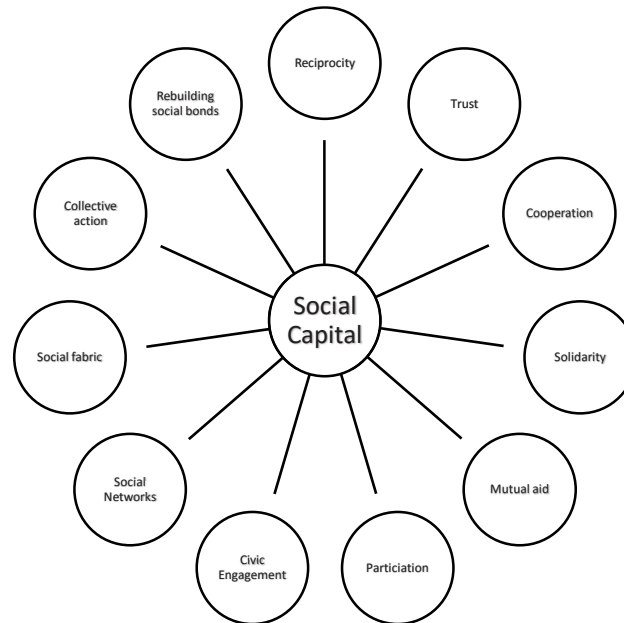 Reciprocity
Trust
Cooperation
Solidarity
Mutual aid
Particiation
Civic
Engagement
Social
Networks
Social fabric
Collective
action
Rebuilding
social bonds
Social
Capital